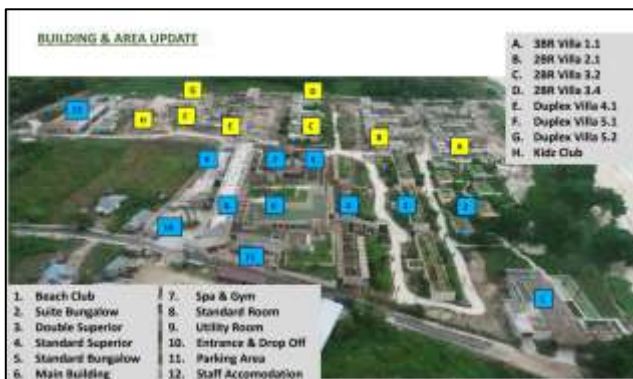 BUILDING & AREA UPDATE
A. 3BR Villa 1.1
B. 2BR Villa 2.1
C. 2BR Villa 3.2
D. 2BR Villa 3.4
E. Duplex Villa 4.1
F. Duplex Villa 5.1
G. Duplex Villa 5.2
H. Kidz Club
G
D
H
E
C
B
1. Beach Club
2. Suite Bungalow
3. Double Superior
4. Standard Superior
5. Standard Bungalow
6. Main Building
7. Spa & Gym
8. Standard Room
9. Utility Room
10. Entrance & Drop Off
11. Parking Area
12. Staff Accomodation